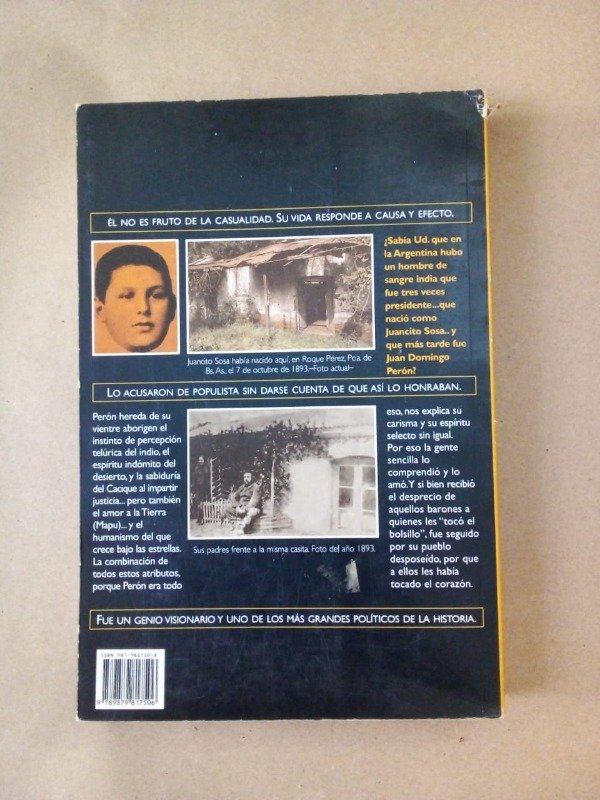 ÉL NO ES FRUTO DE LA CASUALIDAD. SU VIDA RESPONDE A CAUSA Y EFECTO.
¿Sabía Ud. que en
la Argentina hubo
un hombre de
sangre india que
fue tres veces
presidente...que
nació como
Juancito Sosa.. y
que más tarde fue
Juan Domingo
Perón?
Juancito Sosa había nacido aquí, en Roque Pérez, Pcia. de
Bs. As., el 7 de octubre de 1893.–Foto actual–
LO ACUSARON DE POPULISTA SIN DARSE CUENTA DE QUE ASÍ LO HONRABAN.
Perón hereda de su
vientre aborigen el
instinto de percepción
telúrica del indio, el
espíritu indómito del
desierto, y la sabiduría
del Cacique al impartir
justicia... pero también
el amor a la Tierra
(Mapu)... y el
humanismo del que
crece bajo las estrellas.
La combinación de
todos estos atributos,
porque Perón era todo
Sus padres frente a la misma casita. Foto del año 1893.
eso, nos explica su
carisma y su espíritu
selecto sin igual.
Por eso la gente
sencilla lo
comprendió y lo
amó. Y si bien recibió
el desprecio de
aquellos barones a
quienes les "tocó el
bolsillo", fue seguido
por su pueblo
desposeído, por que
a ellos les había
tocado el corazón.
FUE UN GENIO VISIONARIO Y UNO DE LOS MÁS GRANDES POLÍTICOS DE LA HISTORIA.
9 789879 817506